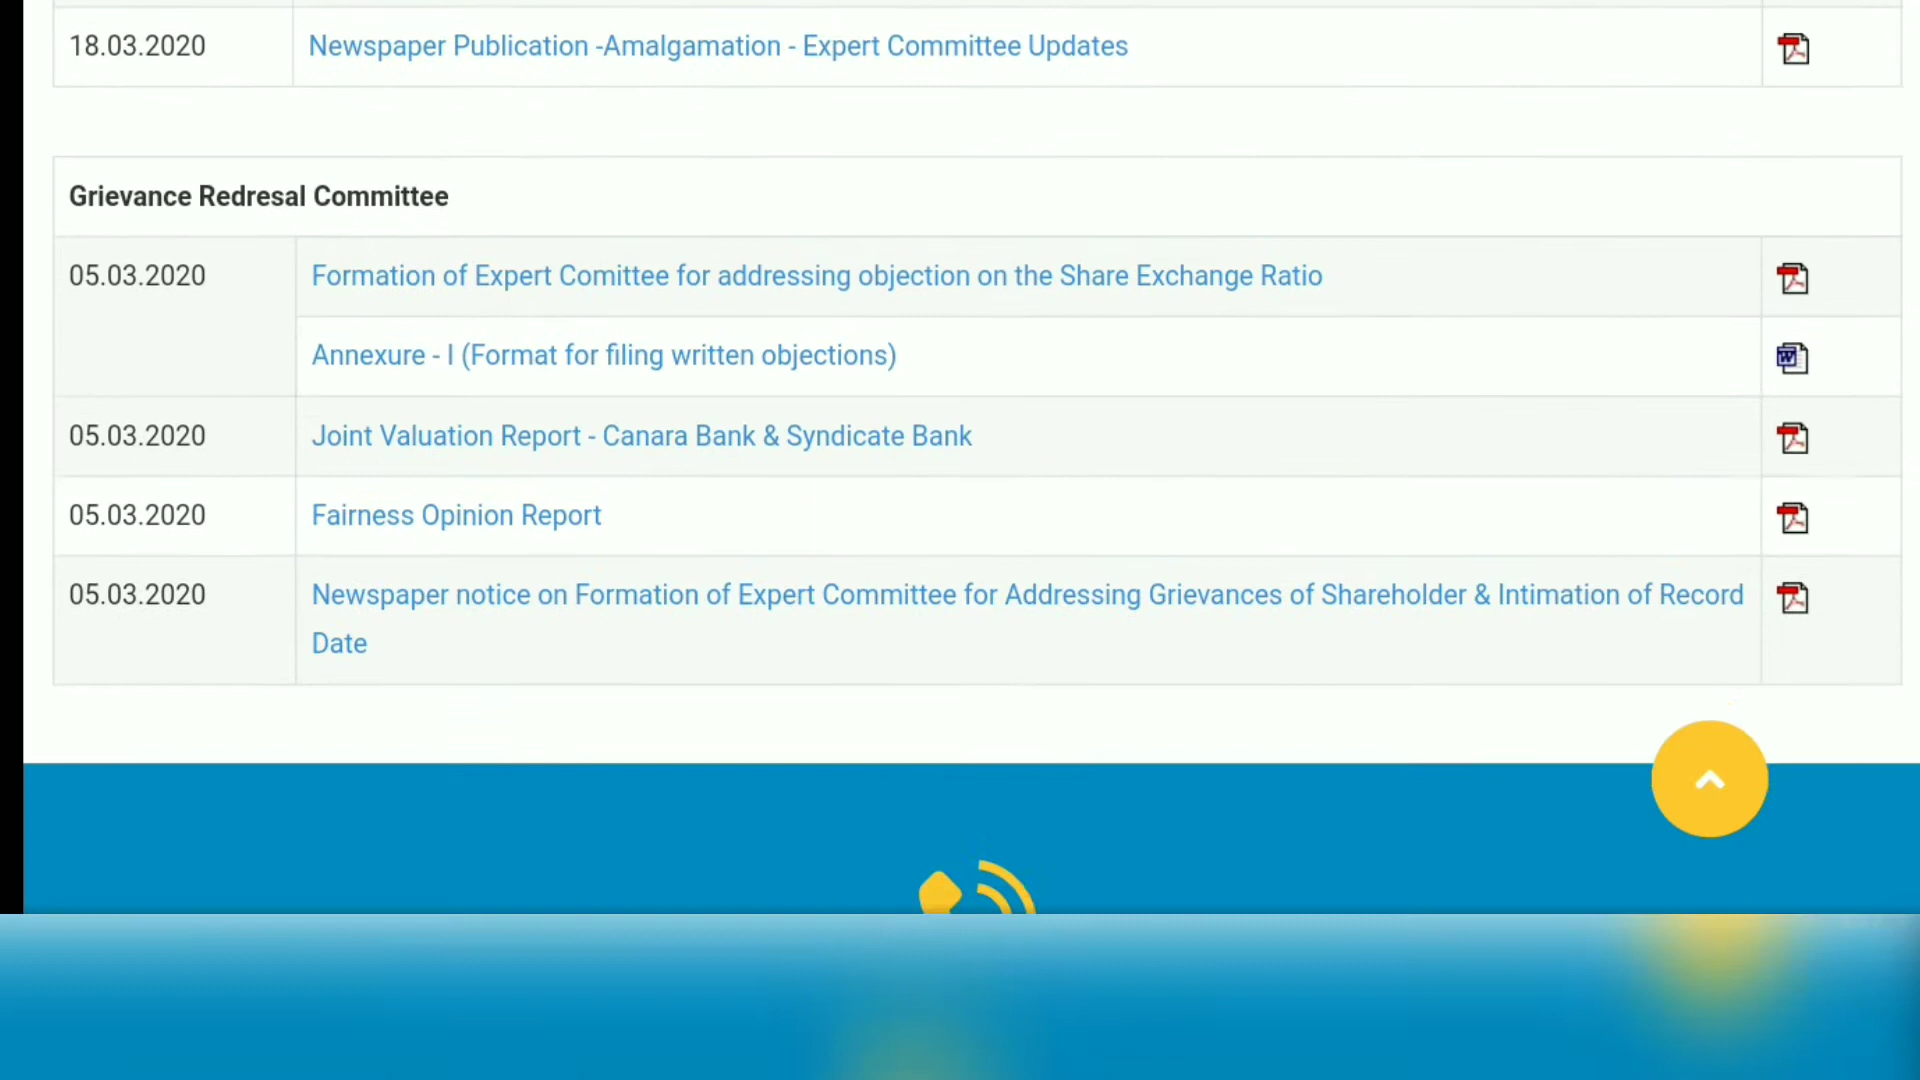 18.03.2020 Newspaper Publication -Amalgamation - Expert Committee Updates
Grievance Redresal Committee
05.03.2020 Formation of Expert Comittee for addressing objection on the Share Exchange Ratio
Annexure - I (Format for filing written objections)
05.03.2020 Joint Valuation Report - Canara Bank & Syndicate Bank
05.03.2020 Fairness Opinion Report
05.03.2020 Newspaper notice on Formation of Expert Committee for Addressing Grievances of Shareholder & Intimation of Record
Date